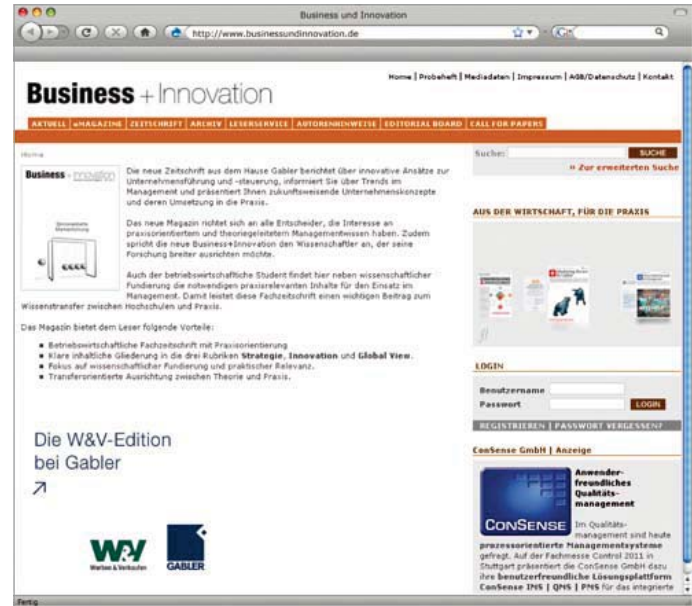 Business und Innovation
http://www.businessundinnovation.de
Home | Probeheft | Mediadaten | Impressum | AGB/Datenschutz | Kontakt
Business + Innovation
AKTUELL | eMAGAZINE | ZEITSCHRIFT | ARCHIV | LESERSERVICE | AUTORENHINWEISE | EDITORIAL BOARD | CALL FOR PAPERS
Home
Suche:
SUCHE
» Zur erweiterten Suche
Business + Innovation
Die neue Zeitschrift aus dem Hause Gabler berichtet über innovative Ansätze zur
Unternehmensführung und -steuerung, informiert Sie über Trends im
Management und präsentiert Ihnen zukunftsweisende Unternehmenskonzepte
und deren Umsetzung in die Praxis.
Das neue Magazin richtet sich an alle Entscheider, die Interesse an
praxisorientiertem und theoriegeleitetem Managementwissen haben. Zudem
spricht die neue Business+Innovation den Wissenschaftler an, der seine
Forschung breiter ausrichten möchte.
Auch der betriebswirtschaftliche Student findet hier neben wissenschaftlicher
Fundierung die notwendigen praxisrelevanten Inhalte für den Einsatz im
Management. Damit leistet diese Fachzeitschrift einen wichtigen Beitrag zum
Wissenstransfer zwischen Hochschulen und Praxis.
Das Magazin bietet dem Leser folgende Vorteile:
▪ Betriebswirtschaftliche Fachzeitschrift mit Praxisorientierung
▪ Klare inhaltliche Gliederung in die drei Rubriken Strategie, Innovation und Global View.
▪ Fokus auf wissenschaftlicher Fundierung und praktischer Relevanz.
▪ Transferorientierte Ausrichtung zwischen Theorie und Praxis.
Die W&V-Edition
bei Gabler
W&V
Werben & Verkaufen
GABLER
AUS DER WIRTSCHAFT, FÜR DIE PRAXIS
LOGIN
Benutzername
Passwort
LOGIN
REGISTRIEREN | PASSWORT VERGESSEN?
ConSense GmbH | Anzeige
CONSENSE
Anwender-
freundliches
Qualitäts-
management
Im Qualitäts-
management sind heute
prozessorientierte Managementsysteme
gefragt. Auf der Fachmesse Control 2011 in
Stuttgart präsentiert die ConSense GmbH dazu
ihre benutzerfreundliche Lösungsplattform
ConSense IMS | QMS | PMS für das integrierte
Fertig